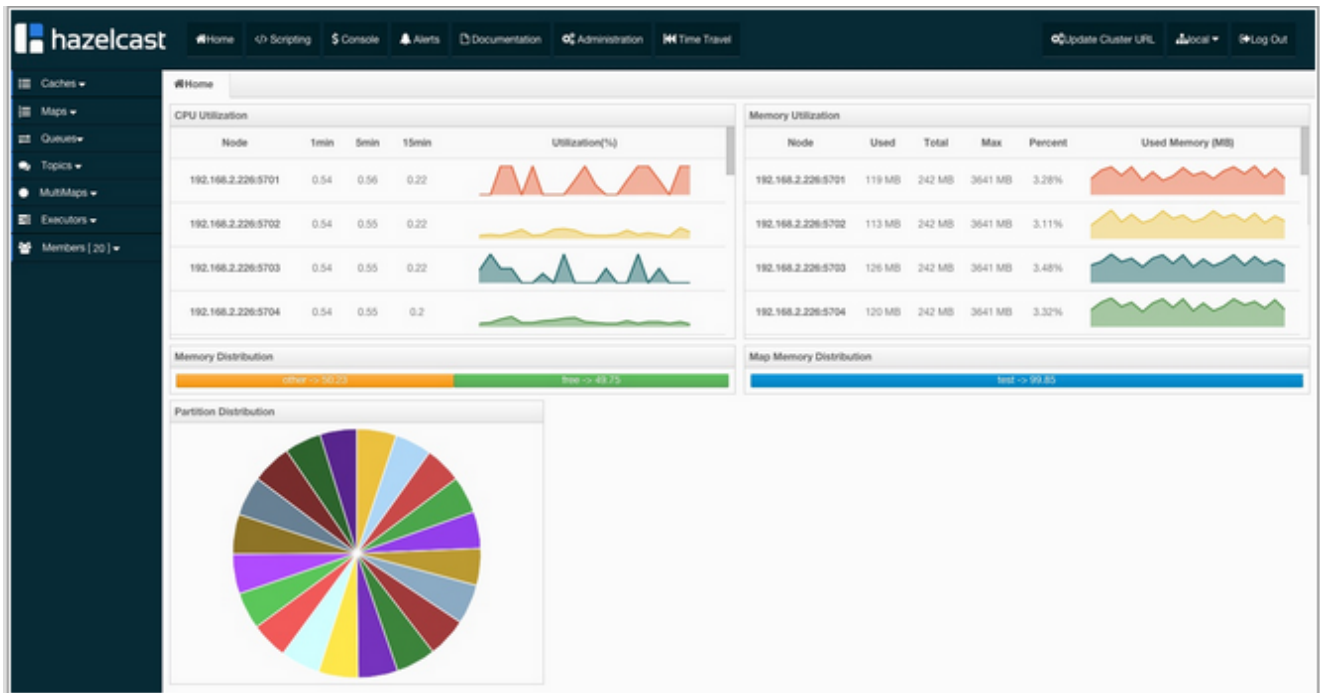 hazelcast Home </> Scripting $ Console Alerts Documentation Administration Time Travel Update Cluster URL local Log Out
Caches
Maps
Queues
Topics
MultiMaps
Executors
Members [ 20 ]
Home
CPU Utilization
Node 1min 5min 15min Utilization(%)
192.168.2.226:5701 0.54 0.56 0.22
192.168.2.226:5702 0.54 0.55 0.22
192.168.2.226:5703 0.54 0.55 0.22
192.168.2.226:5704 0.54 0.55 0.2
Memory Utilization
Node Used Total Max Percent Used Memory (MB)
192.168.2.226:5701 119 MB 242 MB 3641 MB 3.28%
192.168.2.226:5702 113 MB 242 MB 3641 MB 3.11%
192.168.2.226:5703 126 MB 242 MB 3641 MB 3.48%
192.168.2.226:5704 120 MB 242 MB 3641 MB 3.32%
Memory Distribution
other -> 50.23 free -> 49.75
Map Memory Distribution
test -> 99.85
Partition Distribution